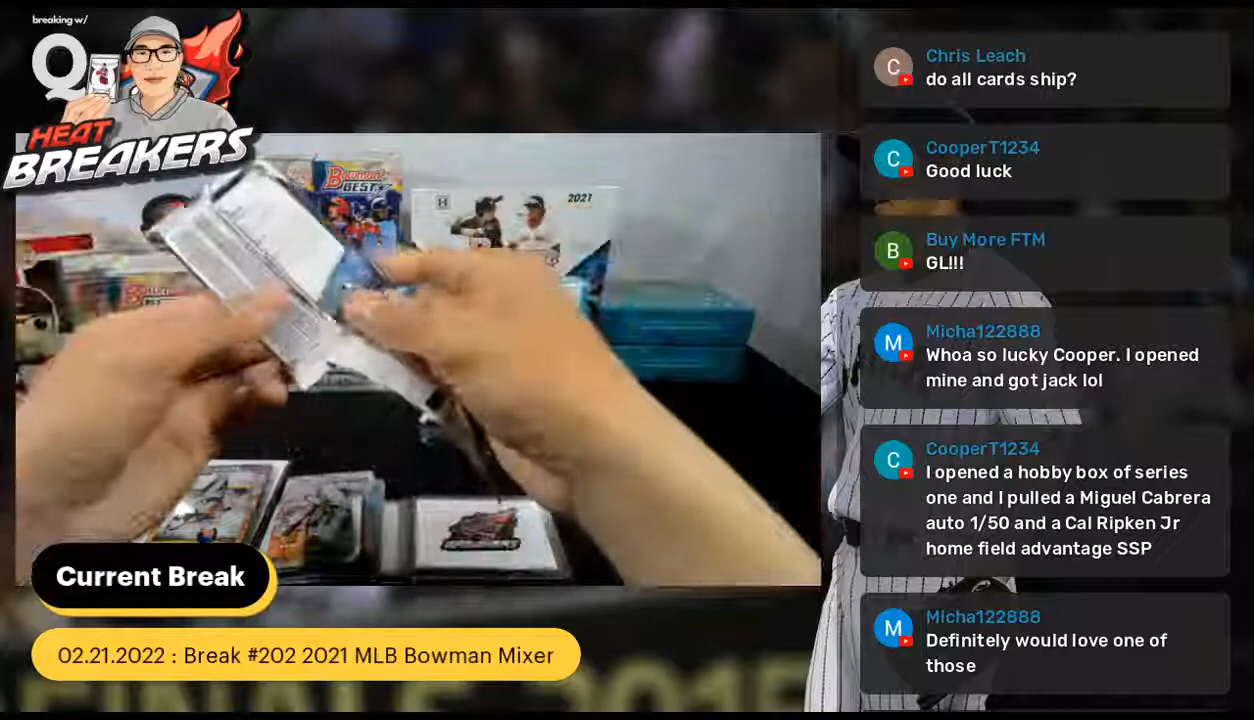 breaking w/
Q
HEAT
BREAKERS
Bowman's
BEST
2021
Current Break
02.21.2022 : Break #202 2021 MLB Bowman Mixer
C
Chris Leach
do all cards ship?
C
CooperT1234
Good luck
B
Buy More FTM
GL!!!
M
Micha122888
Whoa so lucky Cooper. I opened
mine and got jack lol
C
CooperT1234
I opened a hobby box of series
one and I pulled a Miguel Cabrera
auto 1/50 and a Cal Ripken Jr
home field advantage SSP
M
Micha122888
Definitely would love one of
those